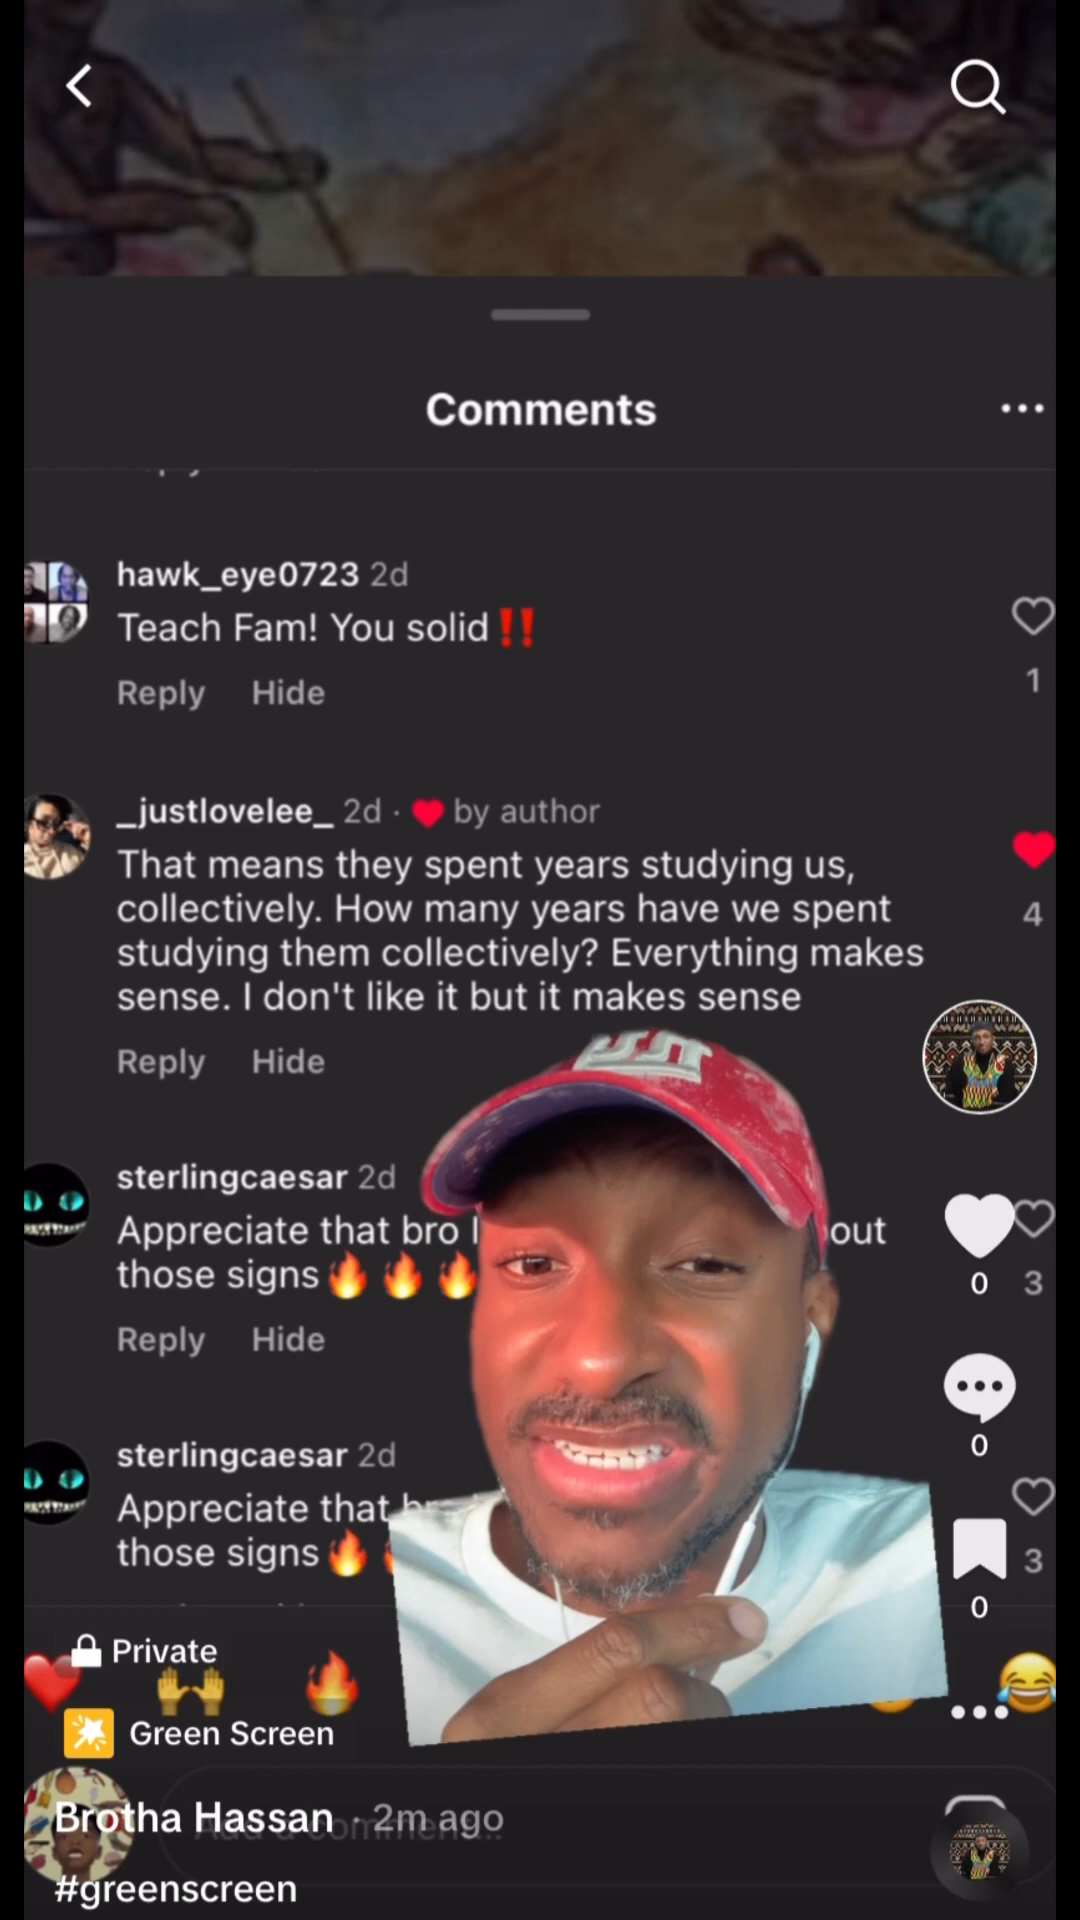 Comments
hawk_eye0723 2d
Teach Fam! You solid‼️
1
Reply Hide
_justlovelee_ 2d · ❤️ by author
That means they spent years studying us,
collectively. How many years have we spent
4
studying them collectively? Everything makes
sense. I don't like it but it makes sense
Reply Hide
sterlingcaesar 2d
Appreciate that bro I out
those signs🔥🔥🔥
0 3
Reply Hide
0
sterlingcaesar 2d
Appreciate that
those signs🔥
3
0
Private
Green Screen
Brotha Hassan · 2m ago
#greenscreen